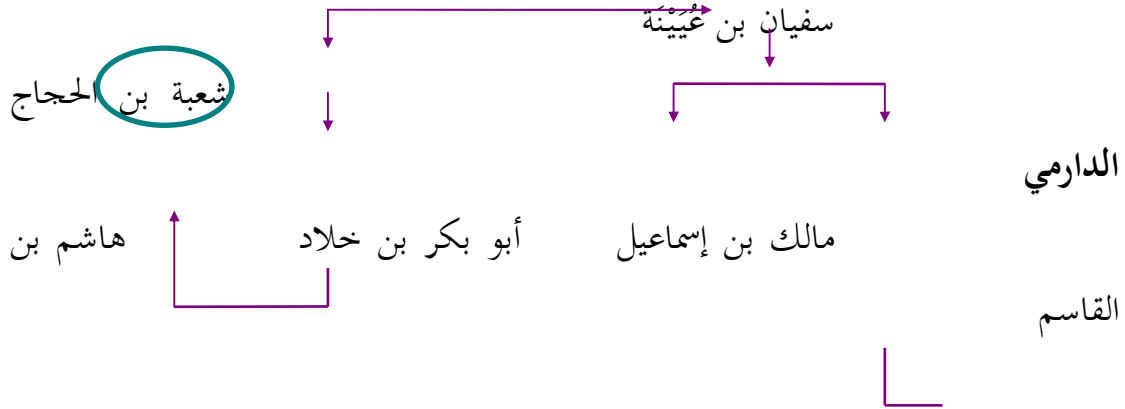 سفيان بن عُيَيْنَة
شعبة بن الحجاج
الدارمي
مالك بن إسماعيل أبو بكر بن خلاد هاشم بن
القاسم